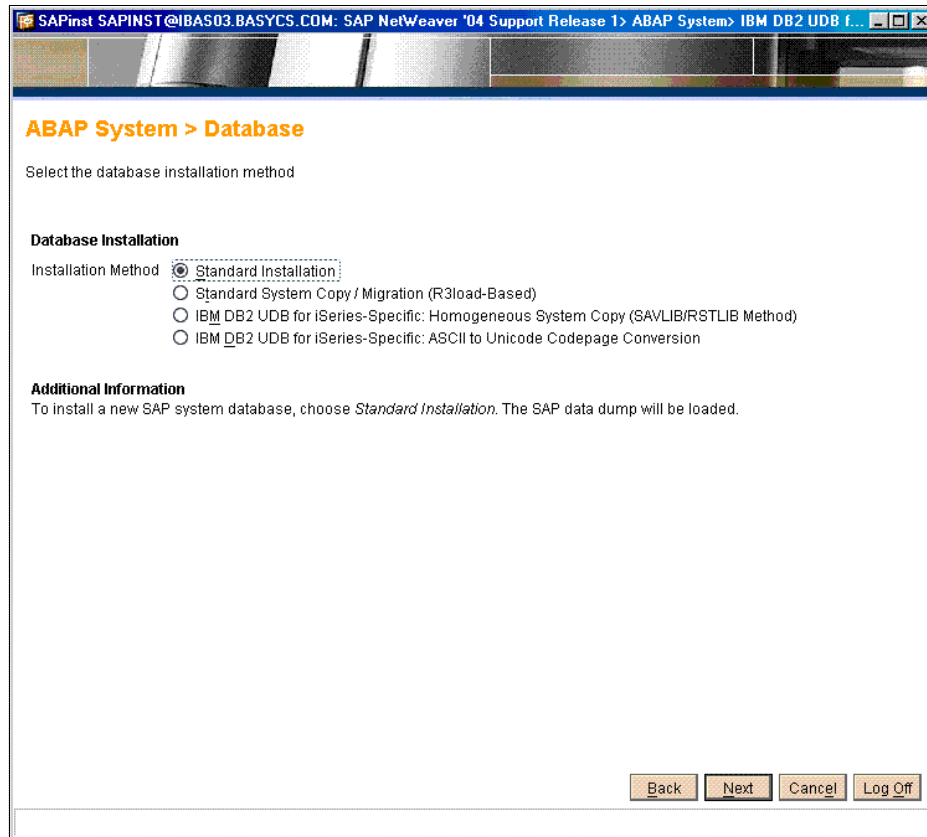 SAPinst SAPINST@IBAS03.BASYCS.COM: SAP NetWeaver '04 Support Release 1> ABAP System> IBM DB2 UDB f...
ABAP System > Database
Select the database installation method
Database Installation
Installation Method Standard Installation
Standard System Copy / Migration (R3load-Based)
IBM DB2 UDB for iSeries-Specific: Homogeneous System Copy (SAVLIB/RSTLIB Method)
IBM DB2 UDB for iSeries-Specific: ASCII to Unicode Codepage Conversion
Additional Information
To install a new SAP system database, choose Standard Installation. The SAP data dump will be loaded.
Back Next Cancel Log Off